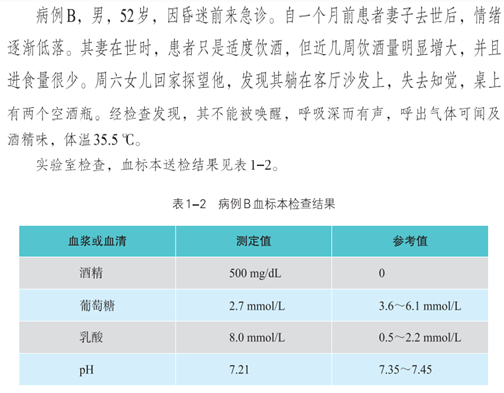 病例 B，男，52 岁，因昏迷前来急诊。自一个月前患者妻子去世后，情绪
逐渐低落。其妻在世时，患者只是适度饮酒，但近几周饮酒量明显增大，并且
进食量很少。周六女儿回家探望他，发现其躺在客厅沙发上，失去知觉，桌上
有两个空酒瓶。经检查发现，其不能被唤醒，呼吸深而有声，呼出气体可闻及
酒精味，体温 35.5 ℃。
实验室检查，血标本送检结果见表 1–2。
表 1–2 病例 B 血标本检查结果
血浆或血清 测定值 参考值
酒精 500 mg/dL 0
葡萄糖 2.7 mmol/L 3.6～6.1 mmol/L
乳酸 8.0 mmol/L 0.5～2.2 mmol/L
pH 7.21 7.35～7.45